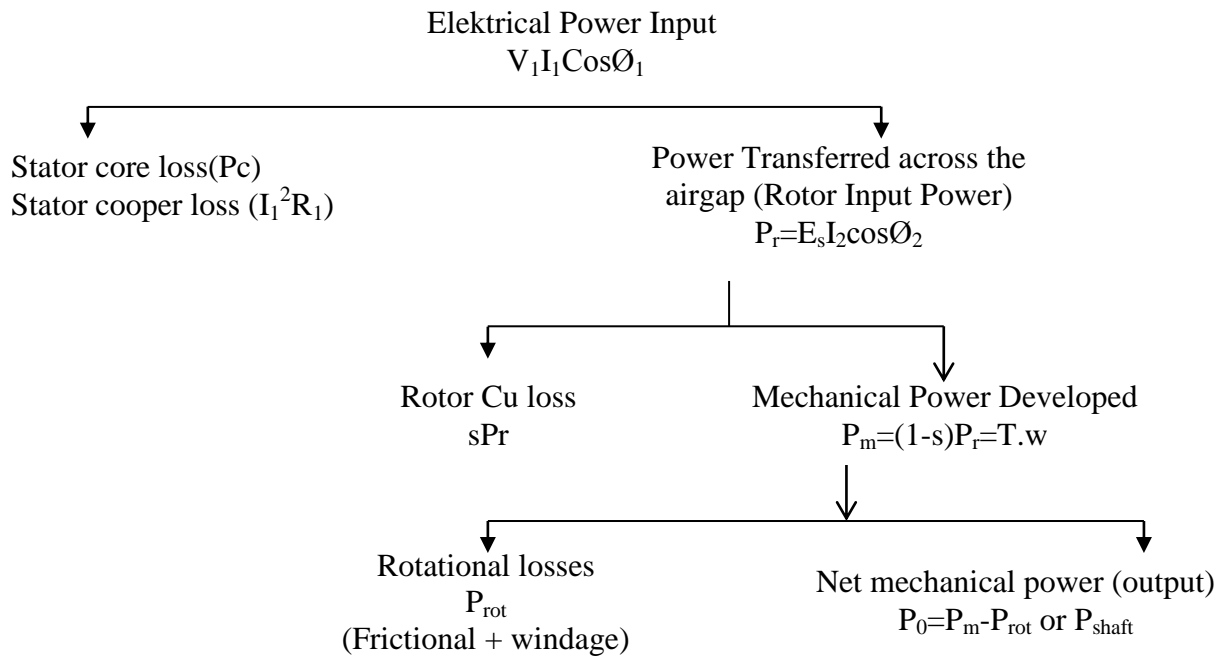 Elektrical Power Input
V₁I₁CosØ₁
Stator core loss(Pc)
Stator cooper loss (I₁²R₁)
Power Transferred across the
airgap (Rotor Input Power)
Pᵣ=EₛI₂cosØ₂
Rotor Cu loss
sPr
Mechanical Power Developed
Pₘ=(1-s)Pᵣ=T.w
Rotational losses
Pᵣₒₜ
(Frictional + windage)
Net mechanical power (output)
P₀=Pₘ-Pᵣₒₜ or Pₛₕₐfₜ